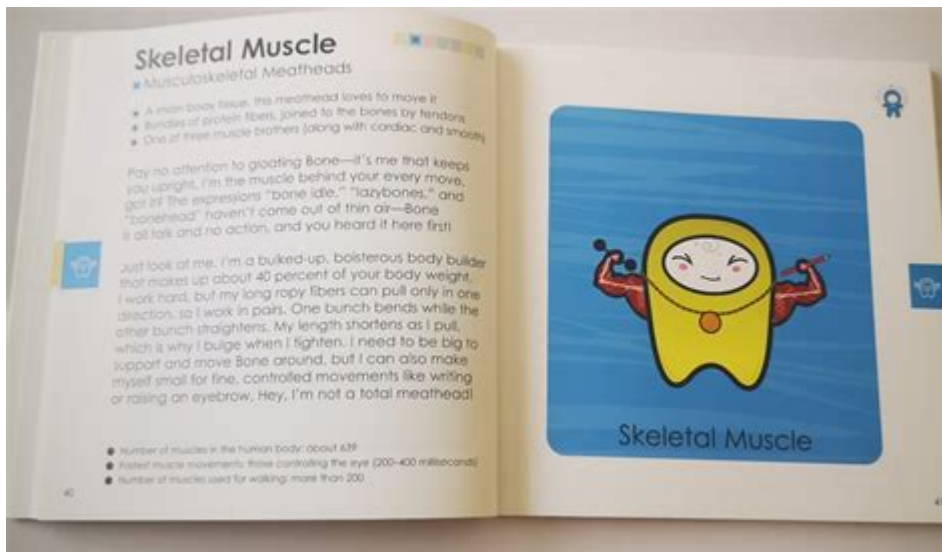 Skeletal Muscle
Musculoskeletal Meatheads
A main body tissue, this meathead loves to move it
Bundles of protein fibers, joined to the bones by tendons
One of three muscle brothers (along with cardiac and smooth)
Pay no attention to gloating Bone—it's me that keeps
you upright. I'm the muscle behind your every move,
got it? The expressions "bone idle," "lazybones," and
"bonehead" haven't come out of thin air—Bone
is all talk and no action, and you heard it here first!
Just look at me. I'm a bulked-up, boisterous body builder
that makes up about 40 percent of your body weight.
I work hard, but my long ropy fibers can pull only in one
direction, so I work in pairs. One bunch bends while the
other bunch straightens. My length shortens as I pull,
which is why I bulge when I tighten. I need to be big to
support and move Bone around, but I can also make
myself small for fine, controlled movements like writing
or raising an eyebrow. Hey, I'm not a total meathead!
Number of muscles in the human body: about 639
Fastest muscle movements: those controlling the eye (200–400 milliseconds)
Number of muscles used for walking: more than 200
40
Skeletal Muscle